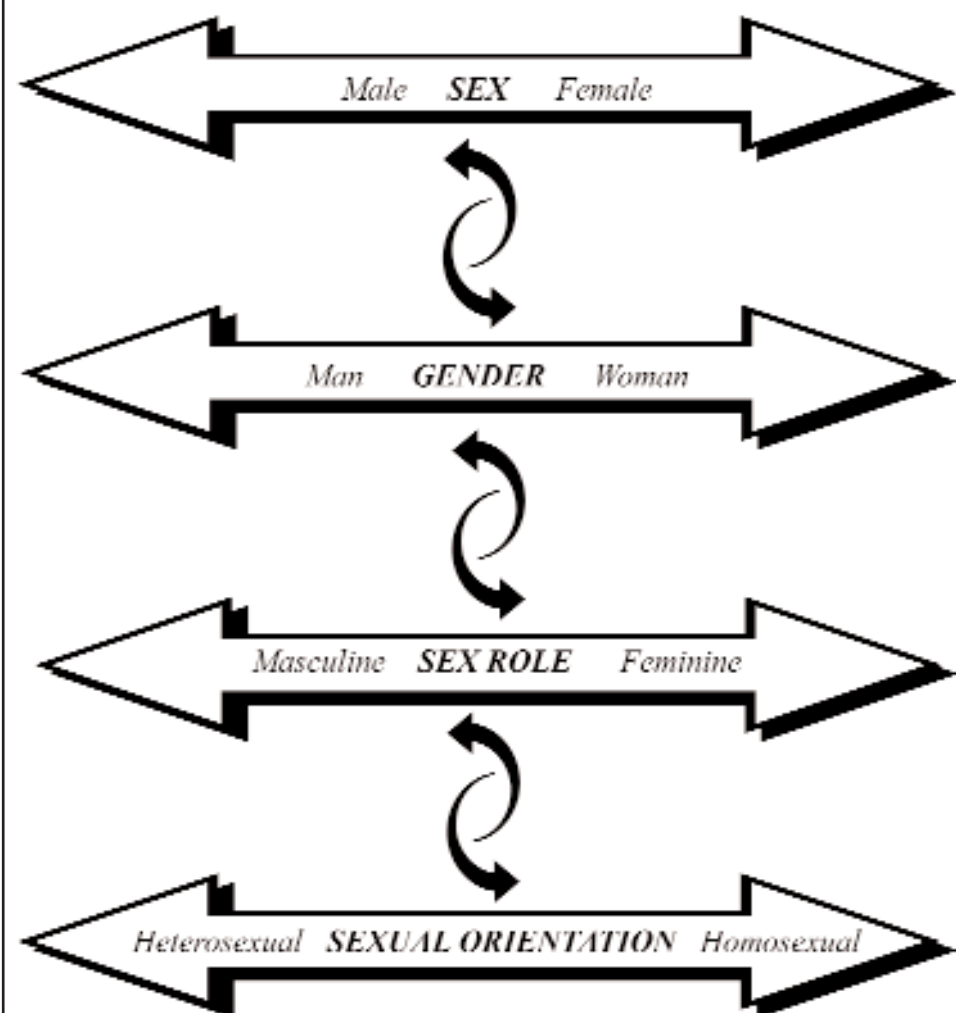 Male SEX Female
Man GENDER Woman
Masculine SEX ROLE Feminine
Heterosexual SEXUAL ORIENTATION Homosexual